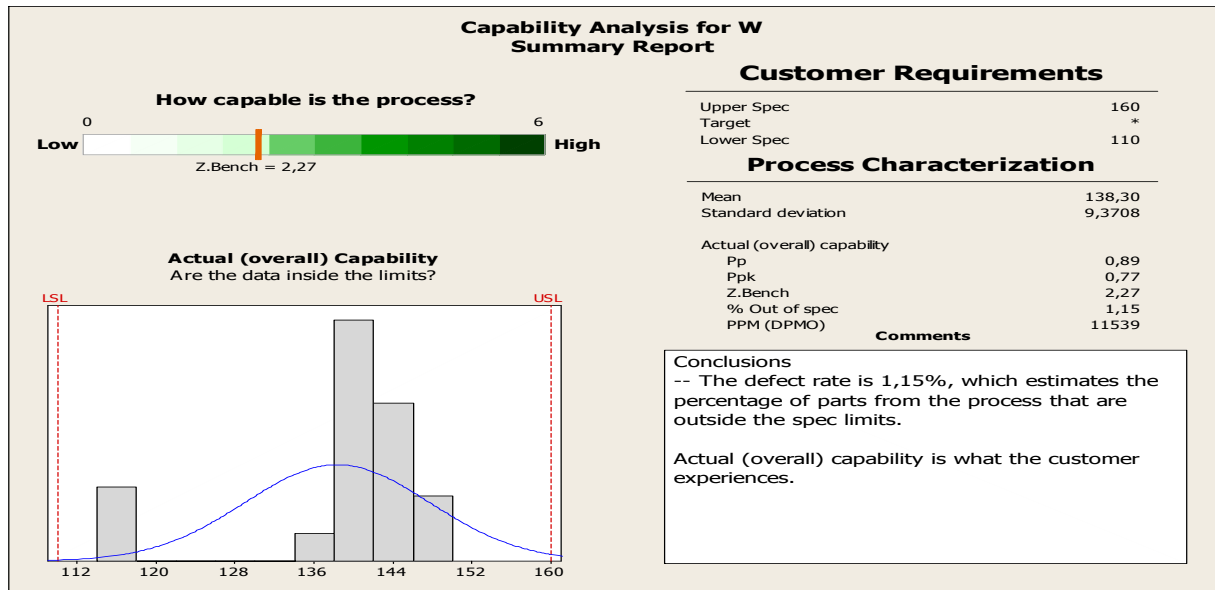 Capability Analysis for W
Summary Report
How capable is the process?
0 6
Low High
Z.Bench = 2,27
Customer Requirements
Upper Spec 160
Target *
Lower Spec 110
Process Characterization
Mean 138,30
Standard deviation 9,3708
Actual (overall) capability
Pp 0,89
Ppk 0,77
Z.Bench 2,27
% Out of spec 1,15
PPM (DPMO) 11539
Actual (overall) Capability
Are the data inside the limits?
LSL USL
112 120 128 136 144 152 160
Comments
Conclusions
-- The defect rate is 1,15%, which estimates the
percentage of parts from the process that are
outside the spec limits.
Actual (overall) capability is what the customer
experiences.